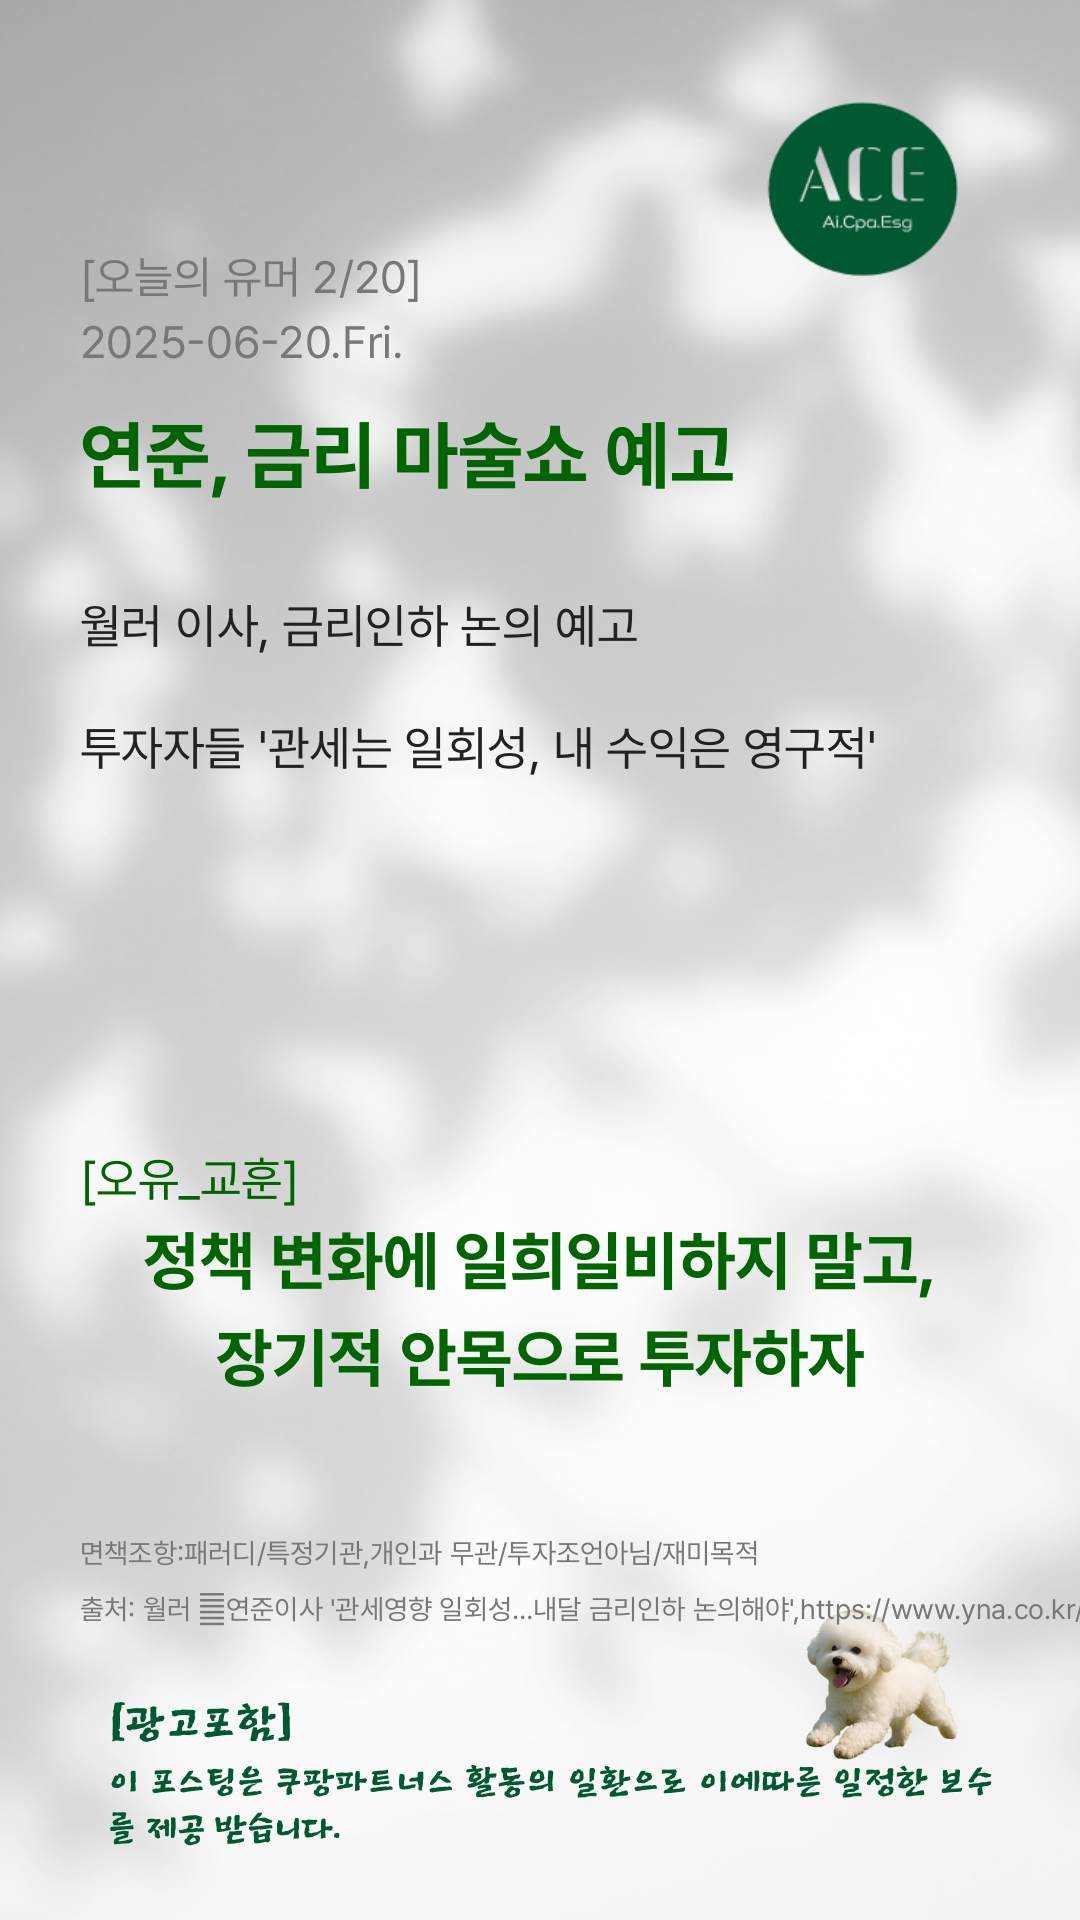 ACE
Ai.Cpa.Esg
[오늘의 유머 2/20]
2025-06-20.Fri.
연준, 금리 마술쇼 예고
월러 이사, 금리인하 논의 예고
투자자들 '관세는 일회성, 내 수익은 영구적'
[오유_교훈]
정책 변화에 일희일비하지 말고,
장기적 안목으로 투자하자
면책조항:패러디/특정기관,개인과 무관/투자조언아님/재미목적
출처: 월러 연준이사 '관세영향 일회성...내달 금리인하 논의해야',https://www.yna.co.kr/
[광고포함]
이 포스팅은 쿠팡파트너스 활동의 일환으로 이에따른 일정한 보수
를 제공 받습니다.